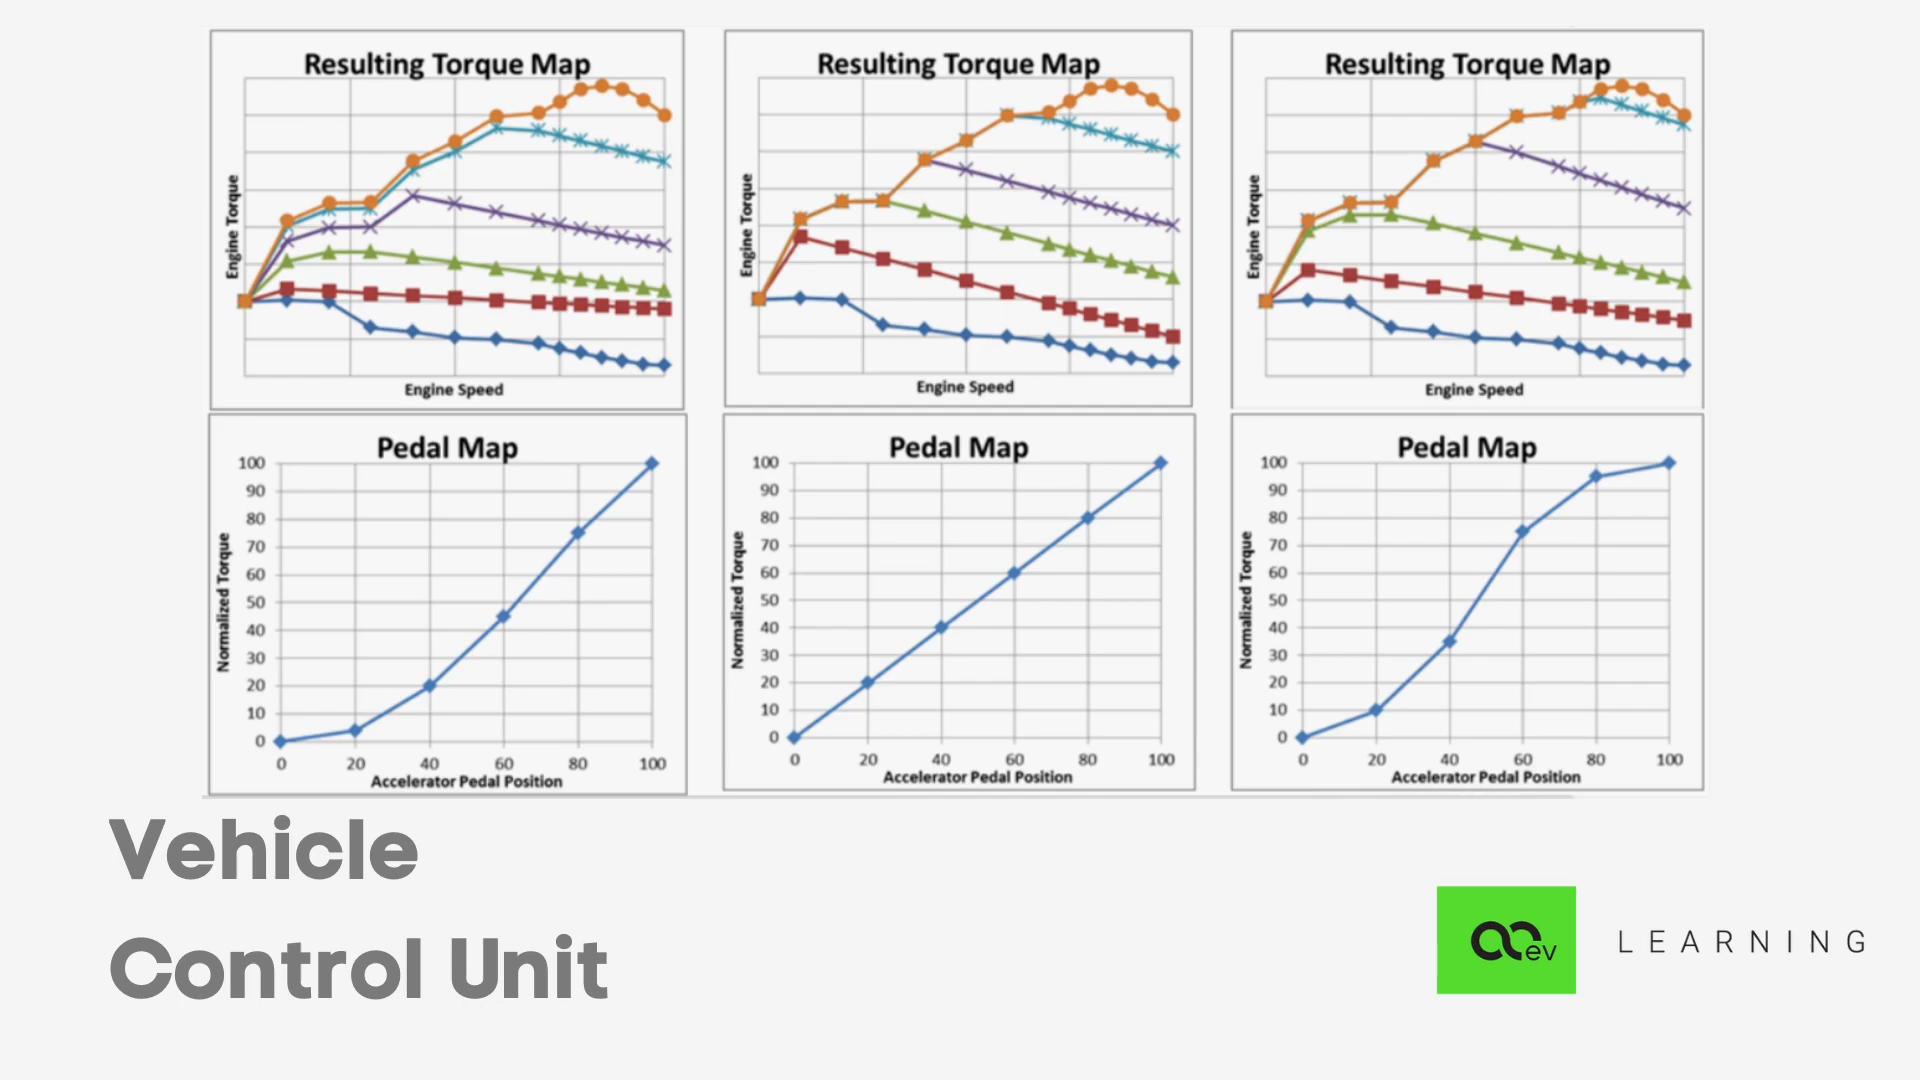 Resulting Torque Map
Engine Torque
Engine Speed
Resulting Torque Map
Engine Torque
Engine Speed
Resulting Torque Map
Engine Torque
Engine Speed
Pedal Map
Normalized Torque
100
90
80
70
60
50
40
30
20
10
0
0 20 40 60 80 100
Accelerator Pedal Position
Pedal Map
Normalized Torque
100
90
80
70
60
50
40
30
20
10
0
0 20 40 60 80 100
Accelerator Pedal Position
Pedal Map
Normalized Torque
100
90
80
70
60
50
40
30
20
10
0
0 20 40 60 80 100
Accelerator Pedal Position
Vehicle
Control Unit
ev
LEARNING